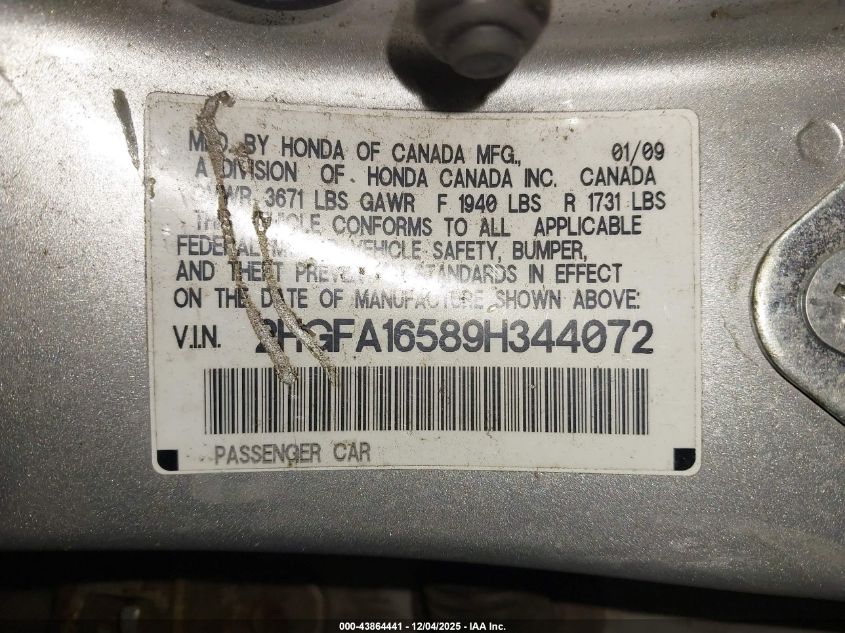 MFD. BY HONDA OF CANADA MFG., 01/09
A DIVISION OF HONDA CANADA INC. CANADA
GVWR 3671 LBS GAWR F 1940 LBS R 1731 LBS
THIS VEHICLE CONFORMS TO ALL APPLICABLE
FEDERAL MOTOR VEHICLE SAFETY, BUMPER,
AND THEFT PREVENTION STANDARDS IN EFFECT
ON THE DATE OF MANUFACTURE SHOWN ABOVE:
V.I.N. 2HGFA16589H344072
PASSENGER CAR
000-43864441 - 12/04/2025 - IAA Inc.